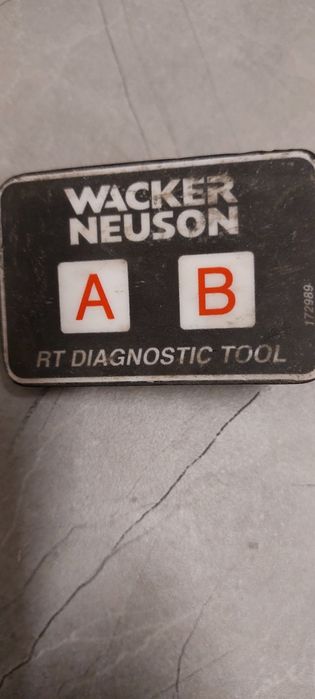 WACKER
NEUSON
A B
RT DIAGNOSTIC TOOL
172989